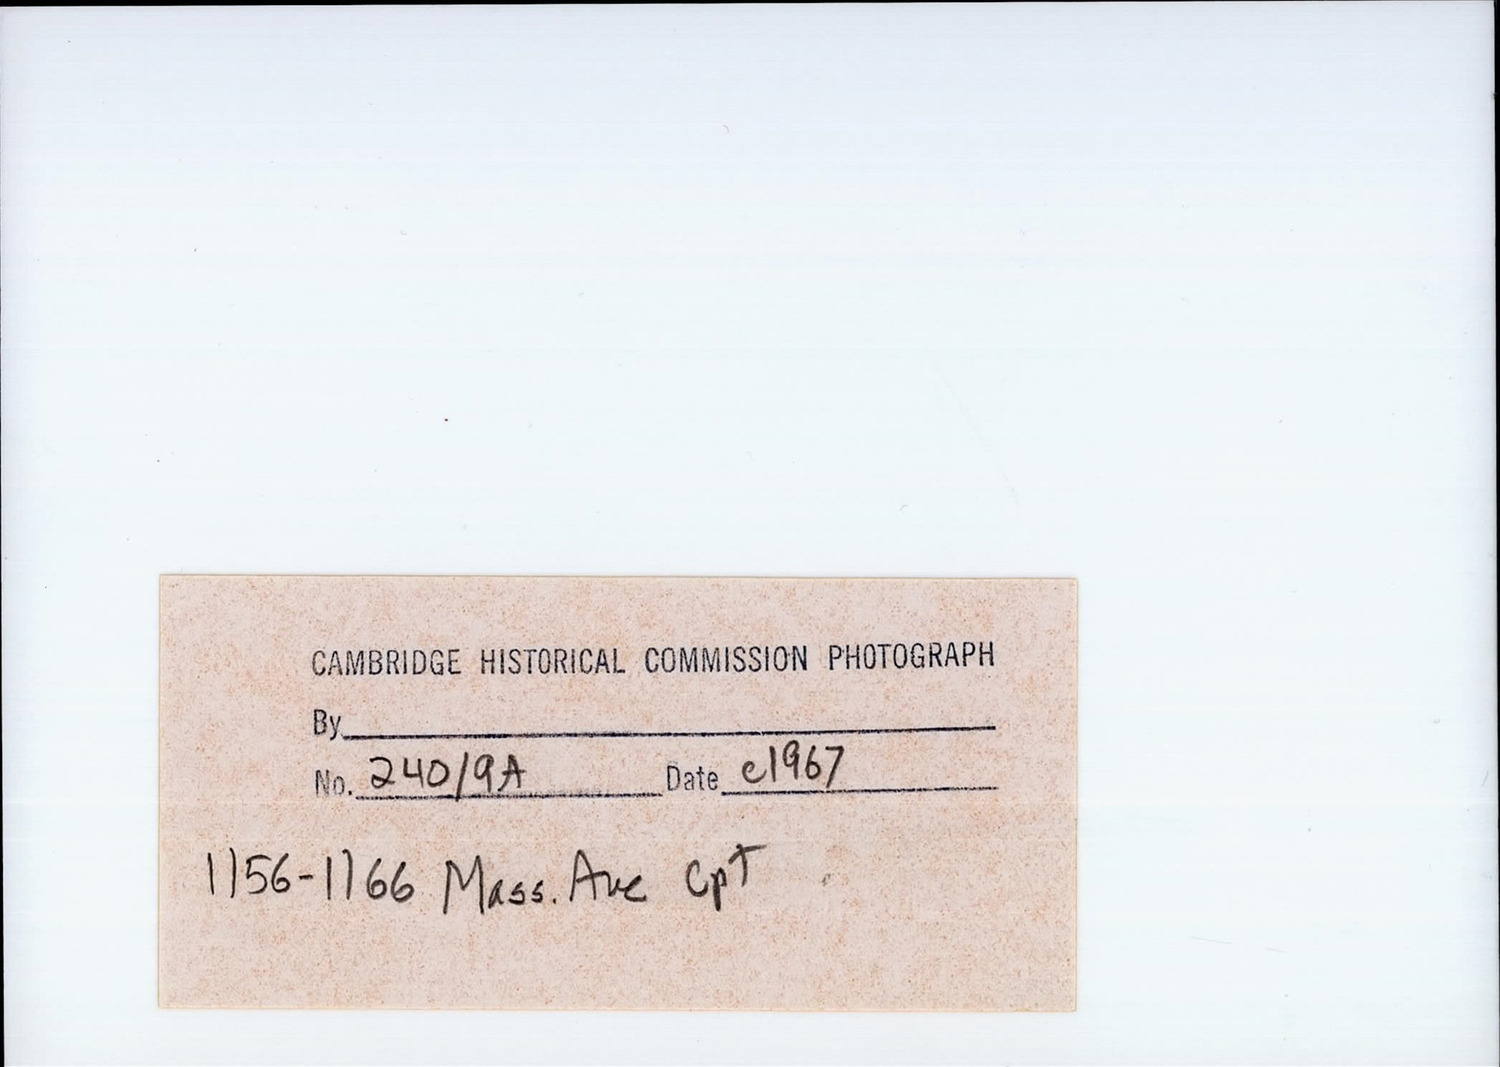 CAMBRIDGE HISTORICAL COMMISSION PHOTOGRAPH
By
No. 240/9A Date c1967
1156-1166 Mass. Ave CpT